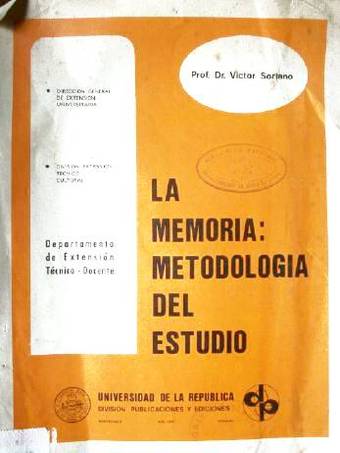 Prof. Dr. Victor Soriano
DIRECCION GENERAL
DE EXTENSION
UNIVERSITARIA
DIVISION EXTENSION
TECNICO
CULTURAL
Departamento
de Extensión
Técnico - Docente
LA
MEMORIA:
METODOLOGIA
DEL
ESTUDIO
UNIVERSIDAD DE LA REPUBLICA
DIVISION PUBLICACIONES Y EDICIONES
dp